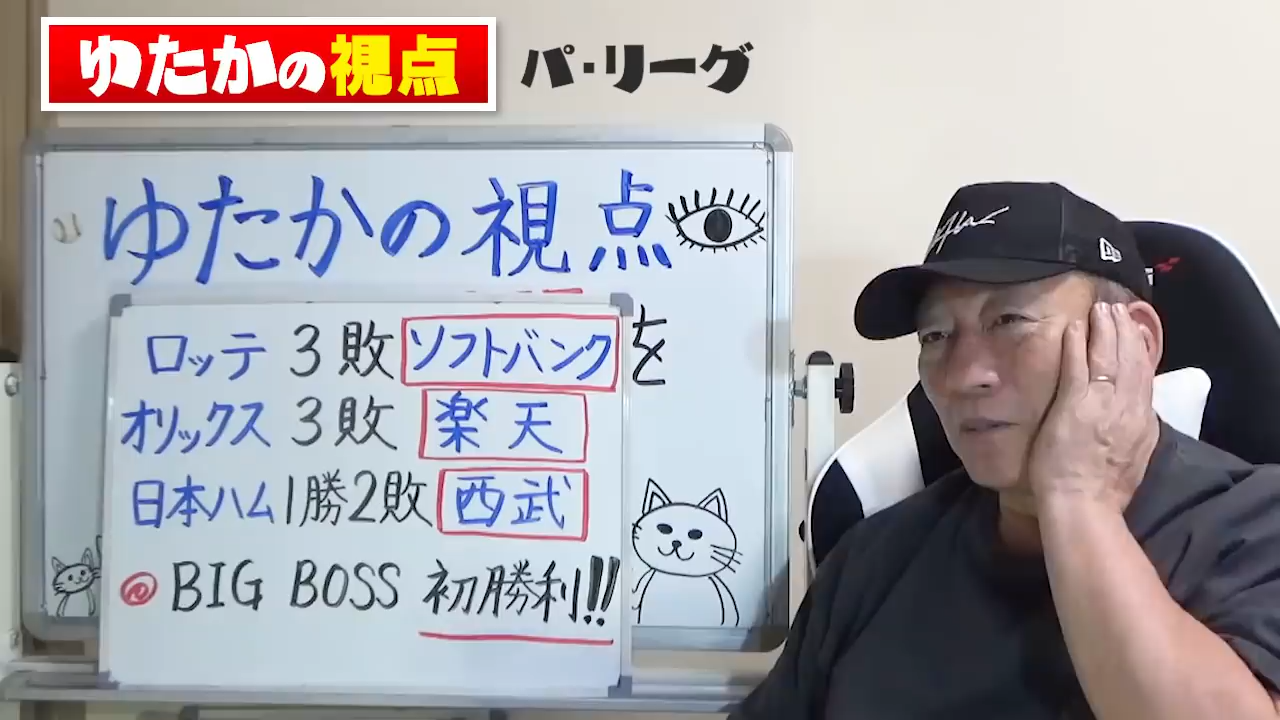 ゆたかの視点 パ・リーグ
ゆたかの視点
を
ロッテ 3敗 ソフトバンク
オリックス 3敗 楽天
日本ハム 1勝2敗 西武
BIG BOSS 初勝利!!